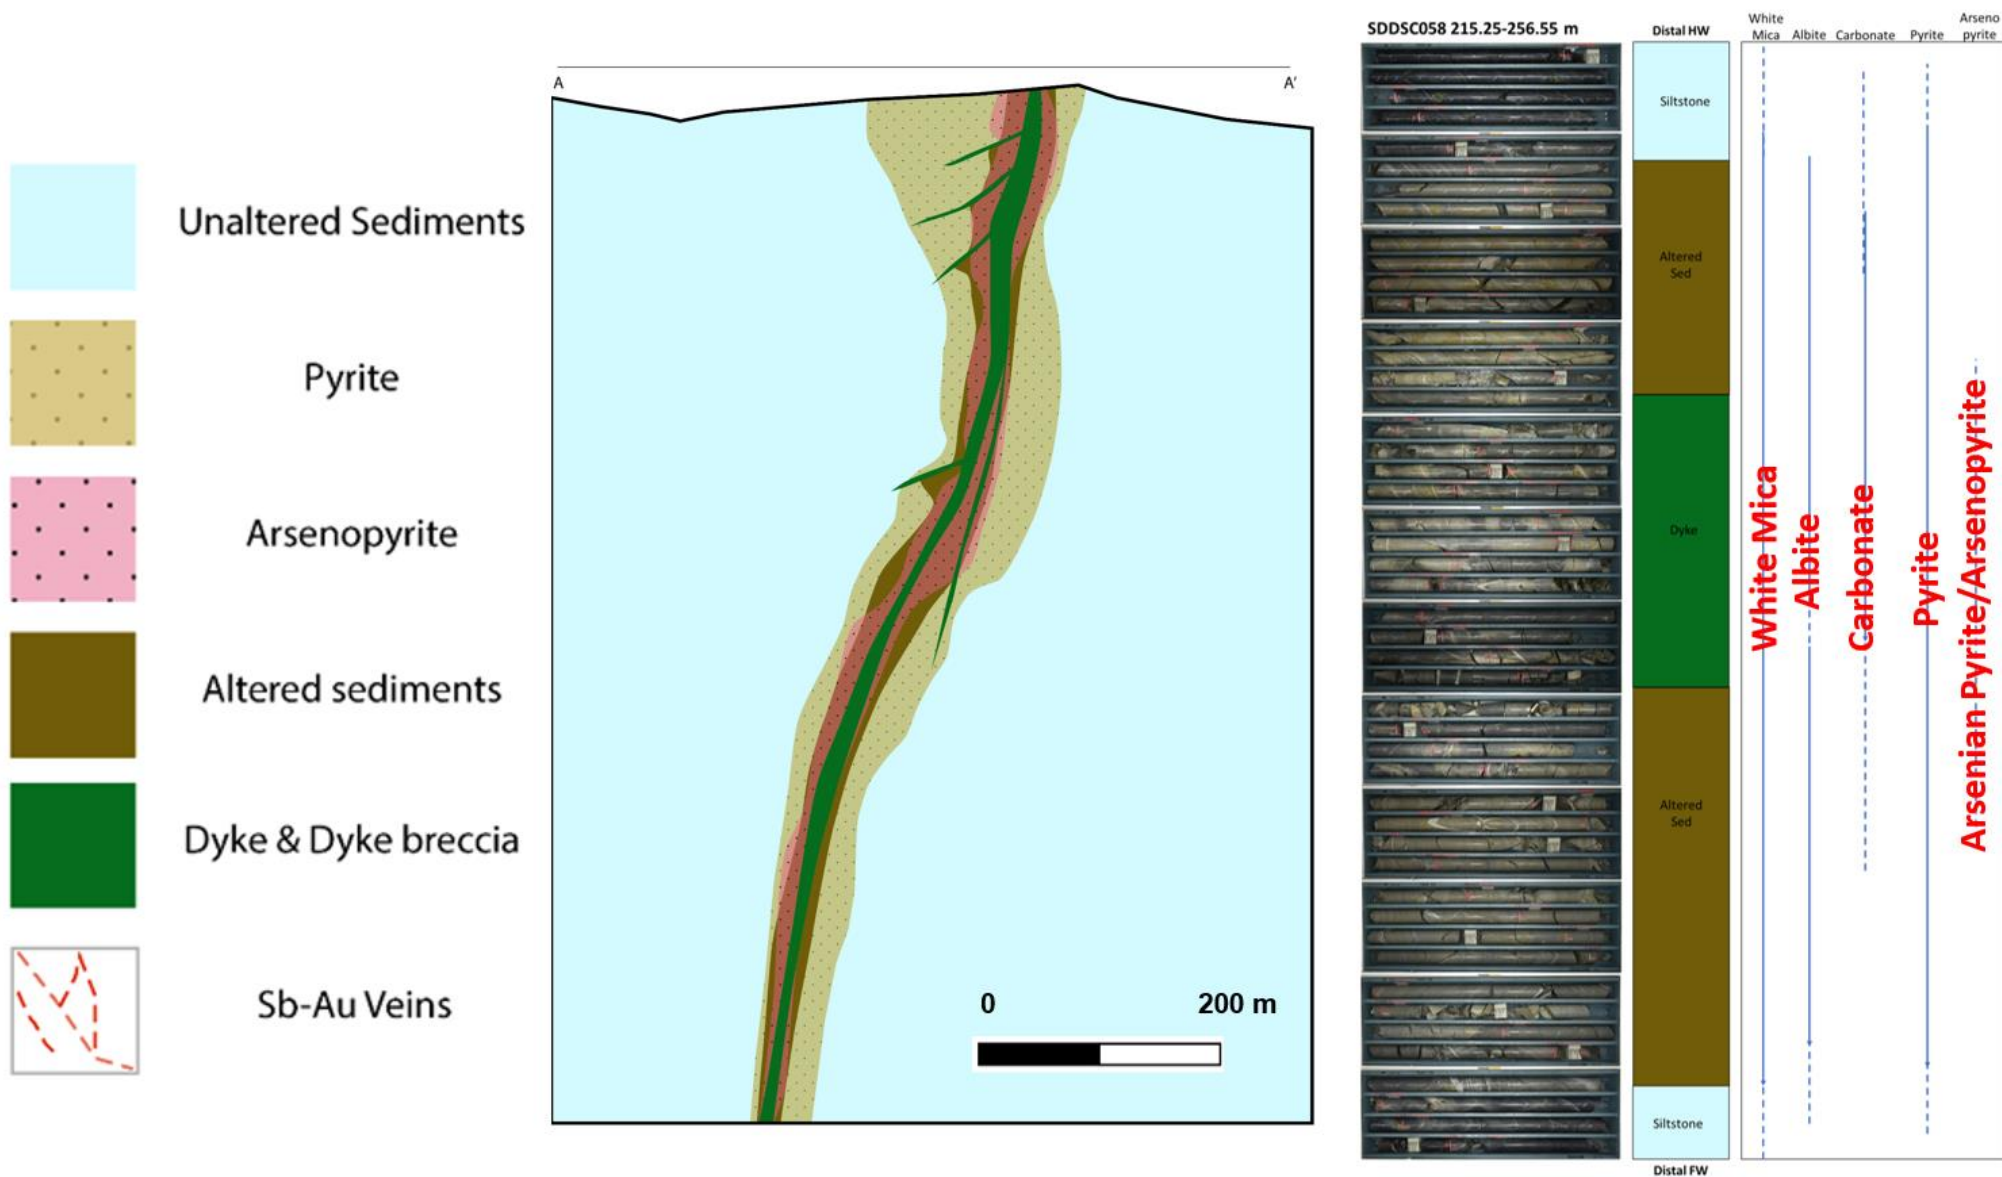 Unaltered Sediments
Pyrite
Arsenopyrite
Altered sediments
Dyke & Dyke breccia
Sb-Au Veins
A
A'
0
200 m
SDDSC058 215.25-256.55 m
Distal HW
Siltstone
Altered
Sed
Dyke
Altered
Sed
Siltstone
Distal FW
White
Mica
Albite
Carbonate
Pyrite
Arseno
pyrite
White Mica
Albite
Carbonate
Pyrite
Arsenian Pyrite/Arsenopyrite